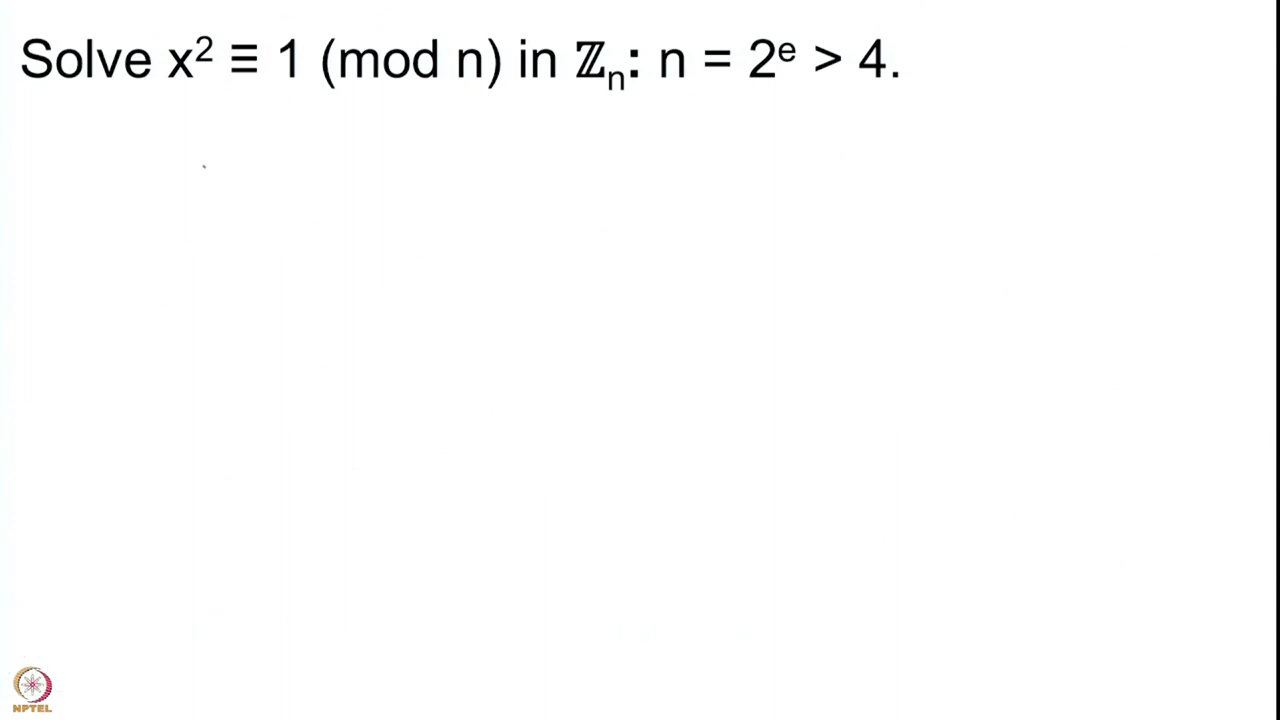 Solve x² ≡ 1 (mod n) in ℤₙ: n = 2ᵉ > 4.
NPTEL